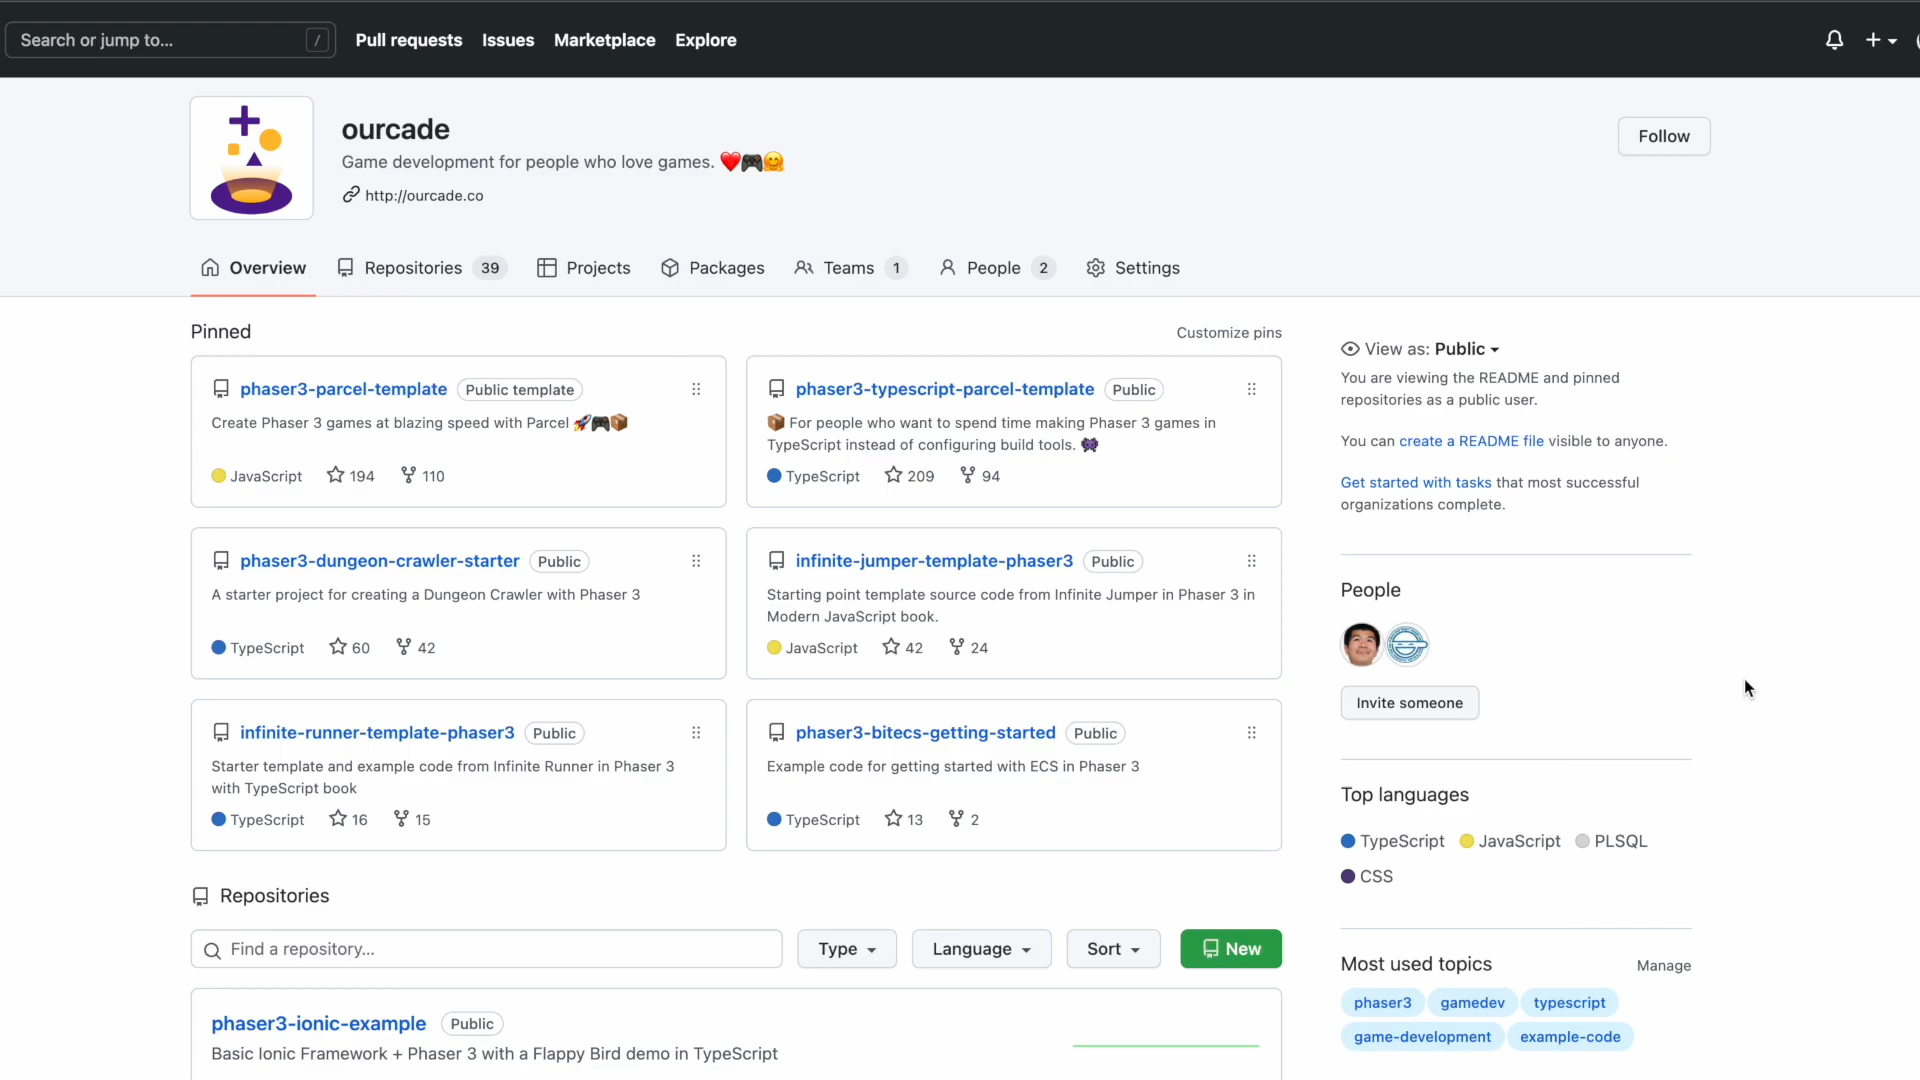 Search or jump to...
/
Pull requests
Issues
Marketplace
Explore
ourcade
Game development for people who love games. ❤️🎮🤗
http://ourcade.co
Follow
Overview
Repositories 39
Projects
Packages
Teams 1
People 2
Settings
Pinned
Customize pins
phaser3-parcel-template Public template
Create Phaser 3 games at blazing speed with Parcel 🚀🎮📦
JavaScript 194 110
phaser3-typescript-parcel-template Public
📦 For people who want to spend time making Phaser 3 games in
TypeScript instead of configuring build tools. 👾
TypeScript 209 94
phaser3-dungeon-crawler-starter Public
A starter project for creating a Dungeon Crawler with Phaser 3
TypeScript 60 42
infinite-jumper-template-phaser3 Public
Starting point template source code from Infinite Jumper in Phaser 3 in
Modern JavaScript book.
JavaScript 42 24
infinite-runner-template-phaser3 Public
Starter template and example code from Infinite Runner in Phaser 3
with TypeScript book
TypeScript 16 15
phaser3-bitecs-getting-started Public
Example code for getting started with ECS in Phaser 3
TypeScript 13 2
Repositories
Find a repository...
Type
Language
Sort
New
phaser3-ionic-example Public
Basic Ionic Framework + Phaser 3 with a Flappy Bird demo in TypeScript
View as: Public
You are viewing the README and pinned
repositories as a public user.
You can create a README file visible to anyone.
Get started with tasks that most successful
organizations complete.
People
Invite someone
Top languages
TypeScript JavaScript PLSQL
CSS
Most used topics
Manage
phaser3 gamedev typescript
game-development example-code